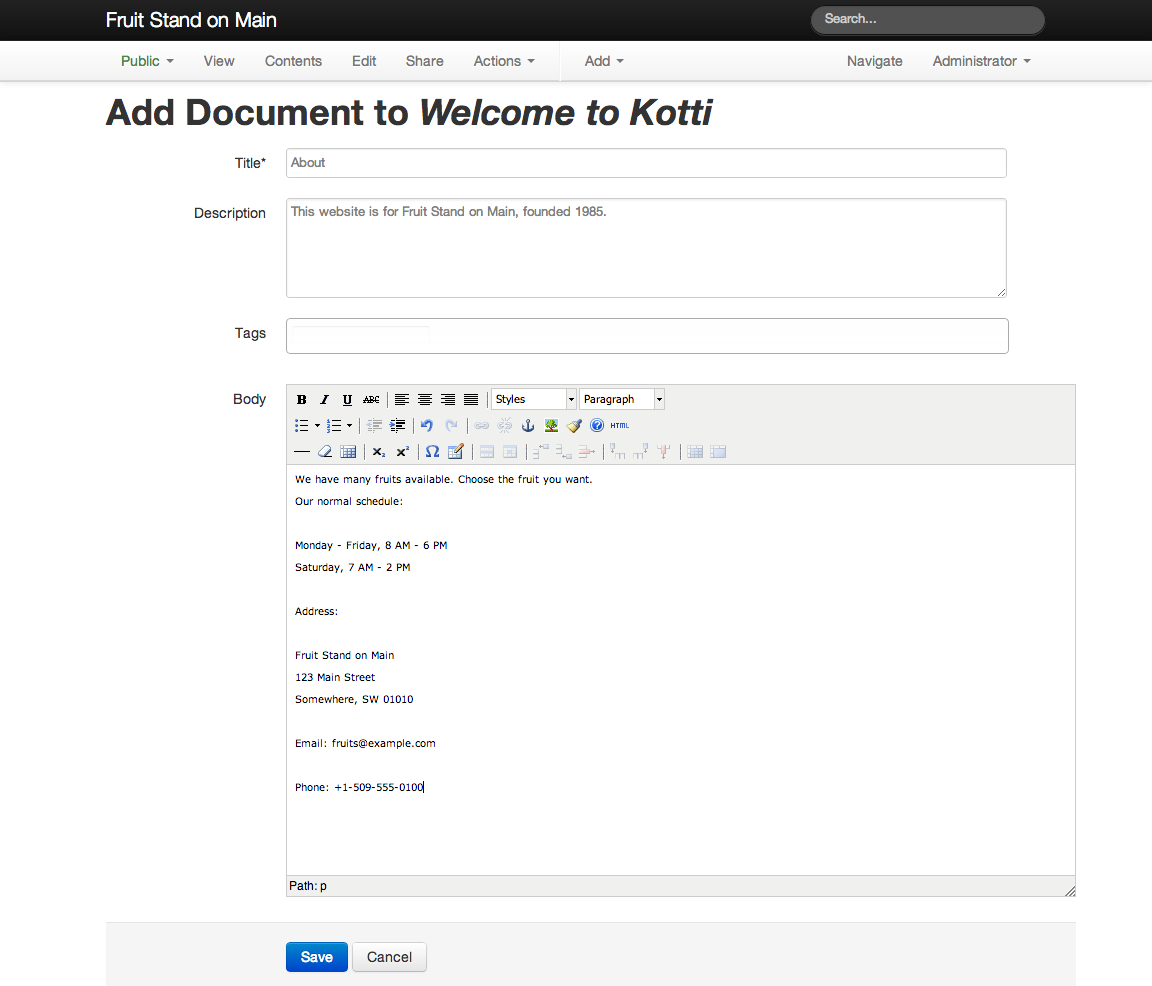 Fruit Stand on Main
Search...
Public View Contents Edit Share Actions Add Navigate Administrator
Add Document to Welcome to Kotti
Title*
About
Description
This website is for Fruit Stand on Main, founded 1985.
Tags
Body
B I U ABC Styles Paragraph
HTML
x₂ x² Ω
We have many fruits available. Choose the fruit you want.
Our normal schedule:
Monday - Friday, 8 AM - 6 PM
Saturday, 7 AM - 2 PM
Address:
Fruit Stand on Main
123 Main Street
Somewhere, SW 01010
Email: fruits@example.com
Phone: +1-509-555-0100
Path: p
Save Cancel